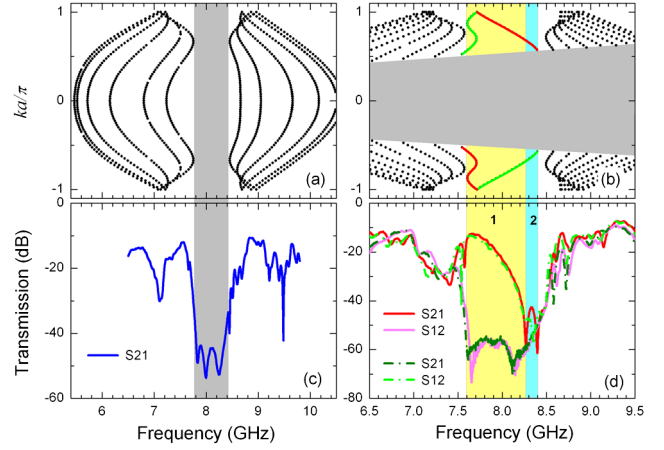 1
0
-1
ka/π
(a)
(b)
0
-20
-40
-60
Transmission (dB)
S21
(c)
6
7
8
9
10
Frequency (GHz)
0
-20
-40
-60
-80
1
2
S21
S12
S21
S12
(d)
6.5
7.0
7.5
8.0
8.5
9.0
9.5
Frequency (GHz)